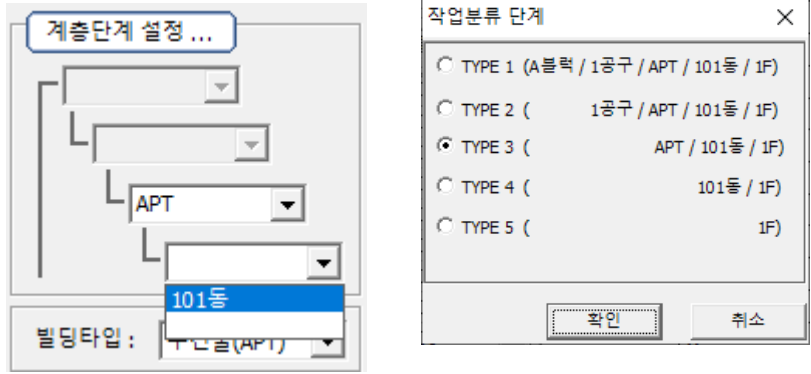 계층단계 설정 ...
APT
101동
빌딩타입 :
(APT)
작업분류 단계
TYPE 1 (A블럭 / 1공구 / APT / 101동 / 1F)
TYPE 2 ( 1공구 / APT / 101동 / 1F)
TYPE 3 ( APT / 101동 / 1F)
TYPE 4 ( 101동 / 1F)
TYPE 5 ( 1F)
확인 취소